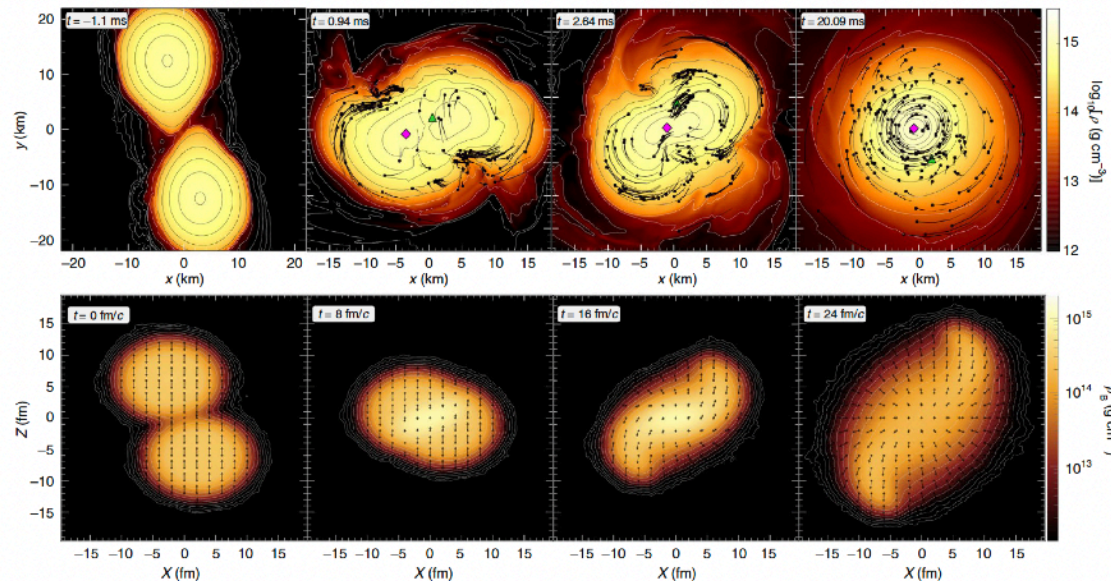 t = −1.1 ms
t = 0.94 ms
t = 2.64 ms
t = 20.09 ms
20
10
0
−10
−20
y (km)
−20 −10 0 10 20
x (km)
−15 −10 −5 0 5 10 15
x (km)
−15 −10 −5 0 5 10 15
x (km)
−15 −10 −5 0 5 10 15
x (km)
15
14
13
12
log₁₀[ρ (g cm⁻³)]
t = 0 fm/c
t = 8 fm/c
t = 16 fm/c
t = 24 fm/c
15
10
5
0
−5
−10
−15
Z (fm)
−15 −10 −5 0 5 10 15
X (fm)
−15 −10 −5 0 5 10 15
X (fm)
−15 −10 −5 0 5 10 15
X (fm)
−15 −10 −5 0 5 10 15
X (fm)
10¹⁵
10¹⁴
10¹³